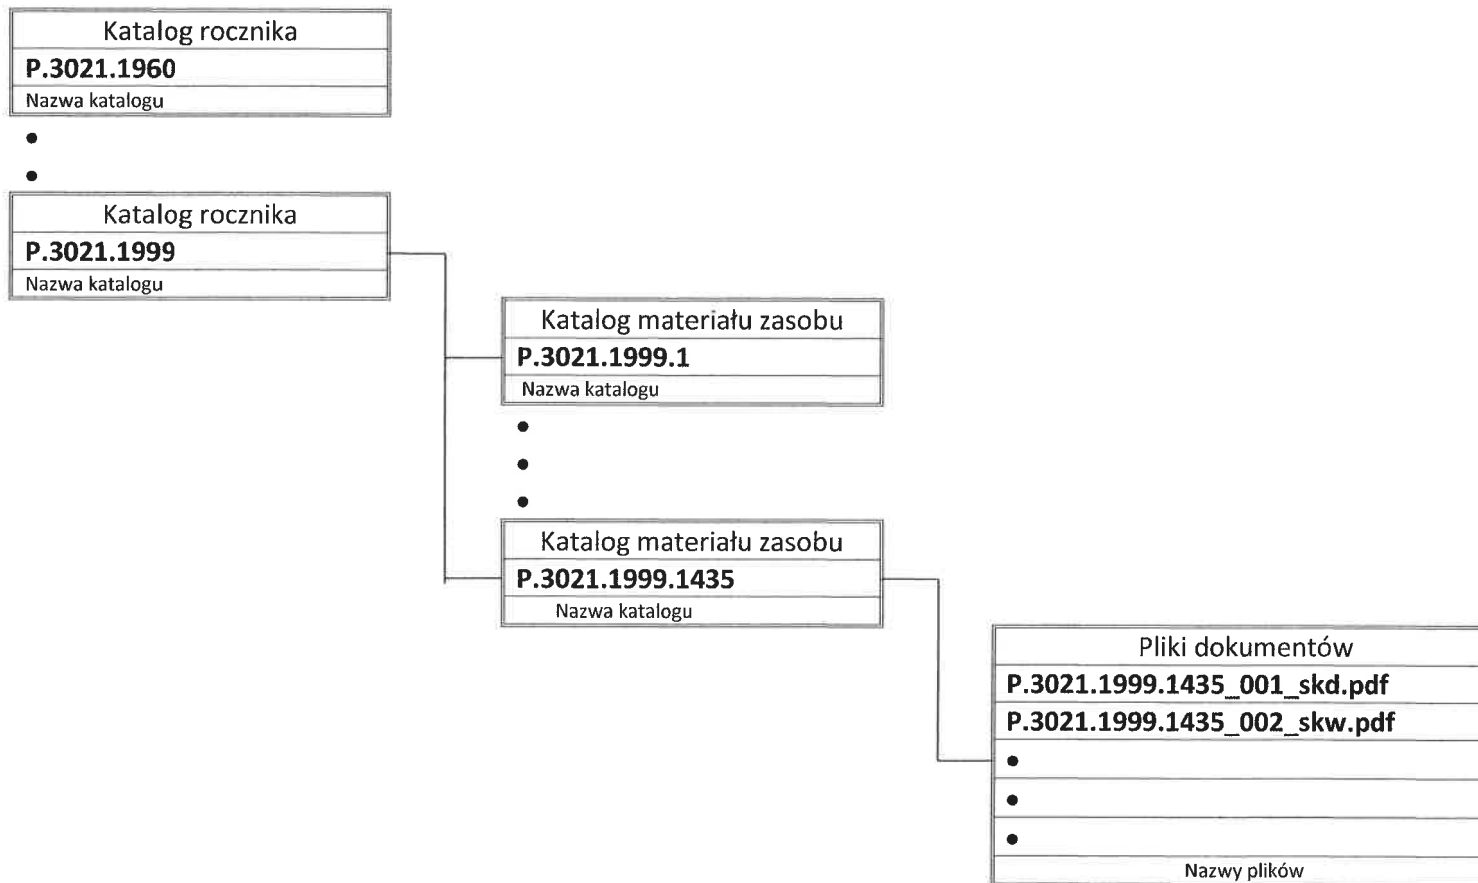 Katalog rocznika
P.3021.1960
Nazwa katalogu
•
•
Katalog rocznika
P.3021.1999
Nazwa katalogu
Katalog materiału zasobu
P.3021.1999.1
Nazwa katalogu
•
•
•
Katalog materiału zasobu
P.3021.1999.1435
Nazwa katalogu
Pliki dokumentów
P.3021.1999.1435_001_skd.pdf
P.3021.1999.1435_002_skw.pdf
•
•
•
Nazwy plików